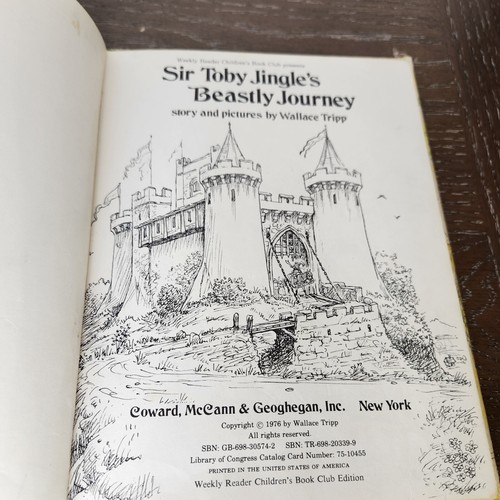 Weekly Reader Children's Book Club presents
Sir Toby Jingle's
Beastly Journey
story and pictures by Wallace Tripp
Coward, McCann & Geoghegan, Inc. New York
Copyright © 1976 by Wallace Tripp
All rights reserved.
SBN: GB-698-30574-2 SBN: TR-698-20339-9
Library of Congress Catalog Card Number: 75-10455
PRINTED IN THE UNITED STATES OF AMERICA
Weekly Reader Children's Book Club Edition